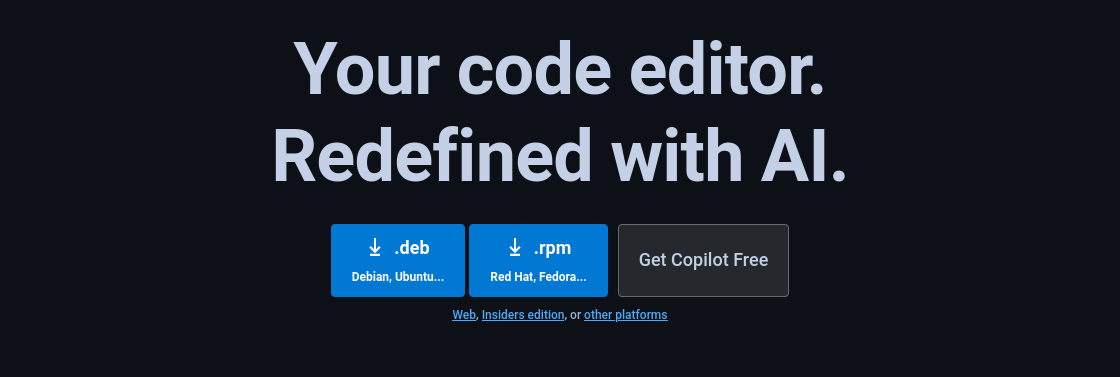 Your code editor.
Redefined with AI.
.deb
Debian, Ubuntu...
.rpm
Red Hat, Fedora...
Get Copilot Free
Web, Insiders edition, or other platforms